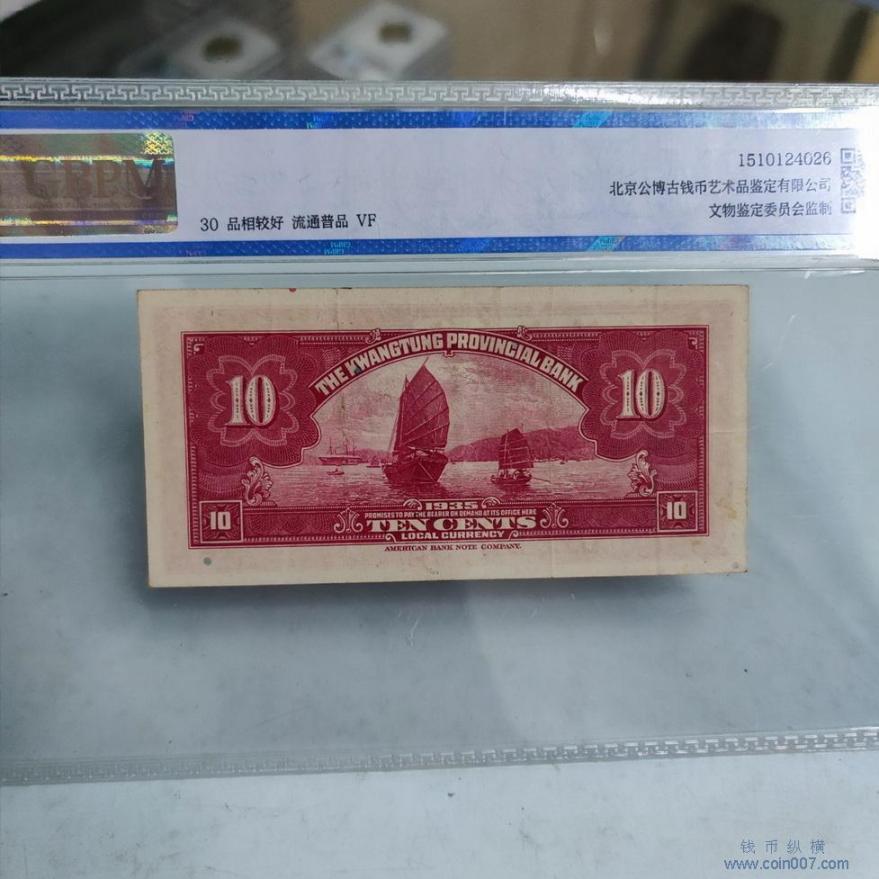 GBPM
1510124026
北京公博古钱币艺术品鉴定有限公司
文物鉴定委员会监制
30 品相较好 流通普品 VF
GBPM
THE KWANGTUNG PROVINCIAL BANK
10
10
1935
PROMISES TO PAY THE BEARER ON DEMAND AT ITS OFFICE HERE
10
TEN CENTS
10
LOCAL CURRENCY
AMERICAN BANK NOTE COMPANY.
钱币纵横
www.coin007.com